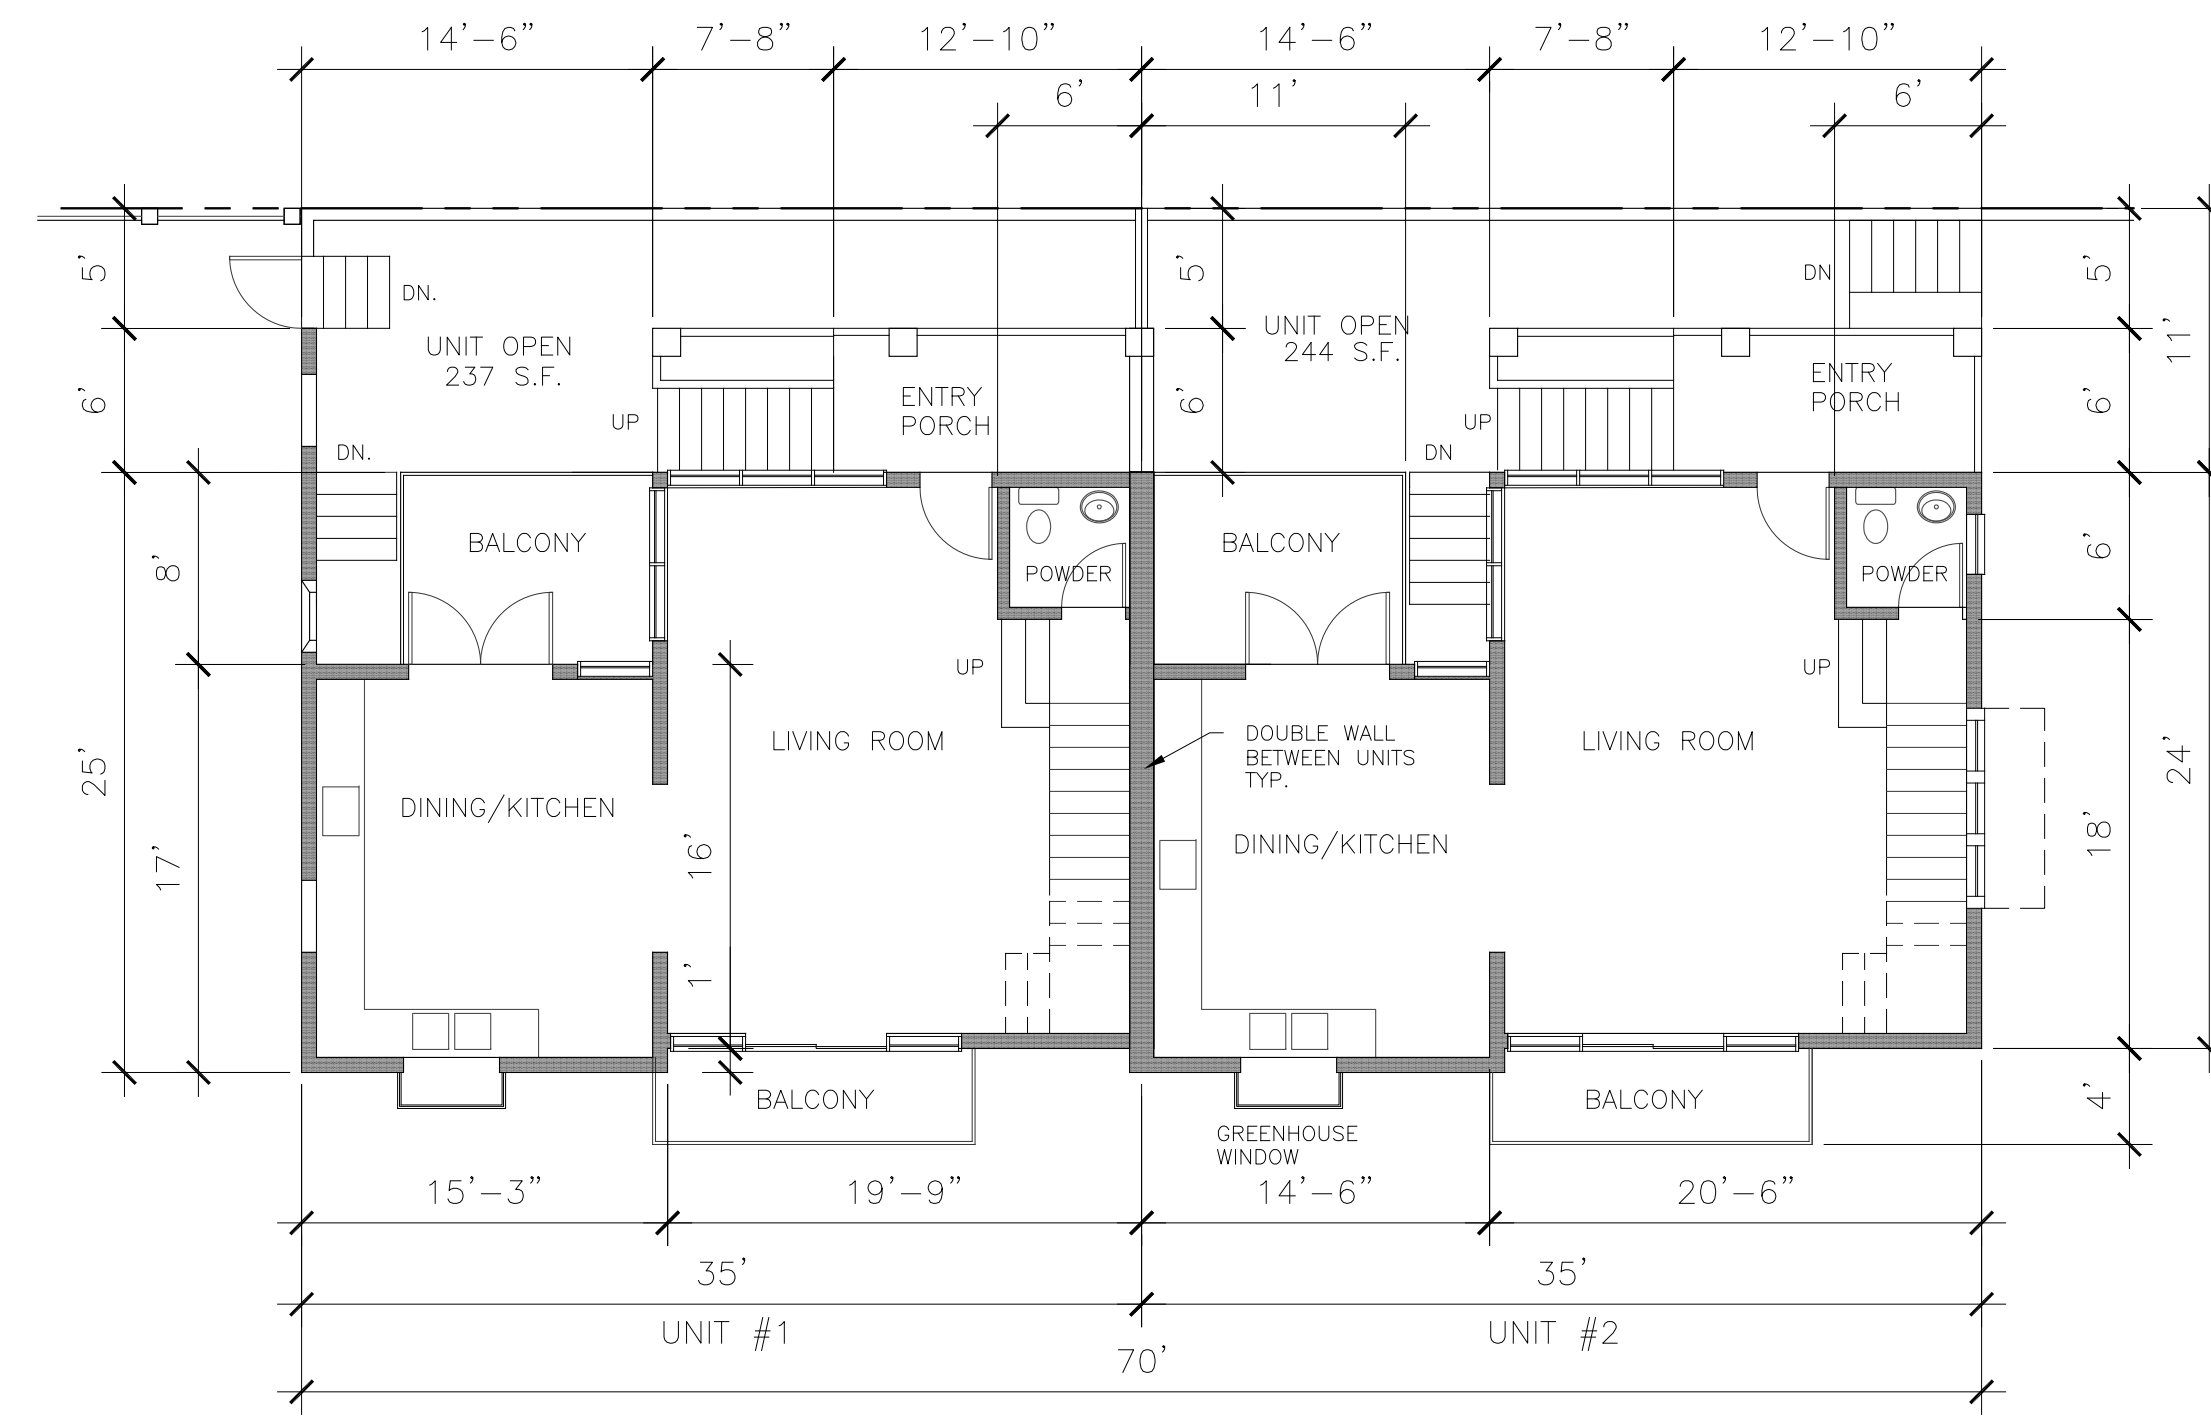 14'-6" 7'-8" 12'-10" 14'-6" 7'-8" 12'-10"
6' 11' 6'
5' DN. 5' DN 5'
UNIT OPEN
237 S.F.
UNIT OPEN
244 S.F.
11'
6' UP ENTRY
PORCH
6' UP ENTRY
PORCH
6'
DN. DN
8' BALCONY POWDER BALCONY POWDER 6'
UP UP
25' LIVING ROOM DOUBLE WALL
BETWEEN UNITS
TYP.
LIVING ROOM 24'
17' DINING/KITCHEN 16' DINING/KITCHEN 18'
1'
BALCONY BALCONY 4'
GREENHOUSE
WINDOW
15'-3" 19'-9" 14'-6" 20'-6"
35' 35'
UNIT #1 UNIT #2
70'